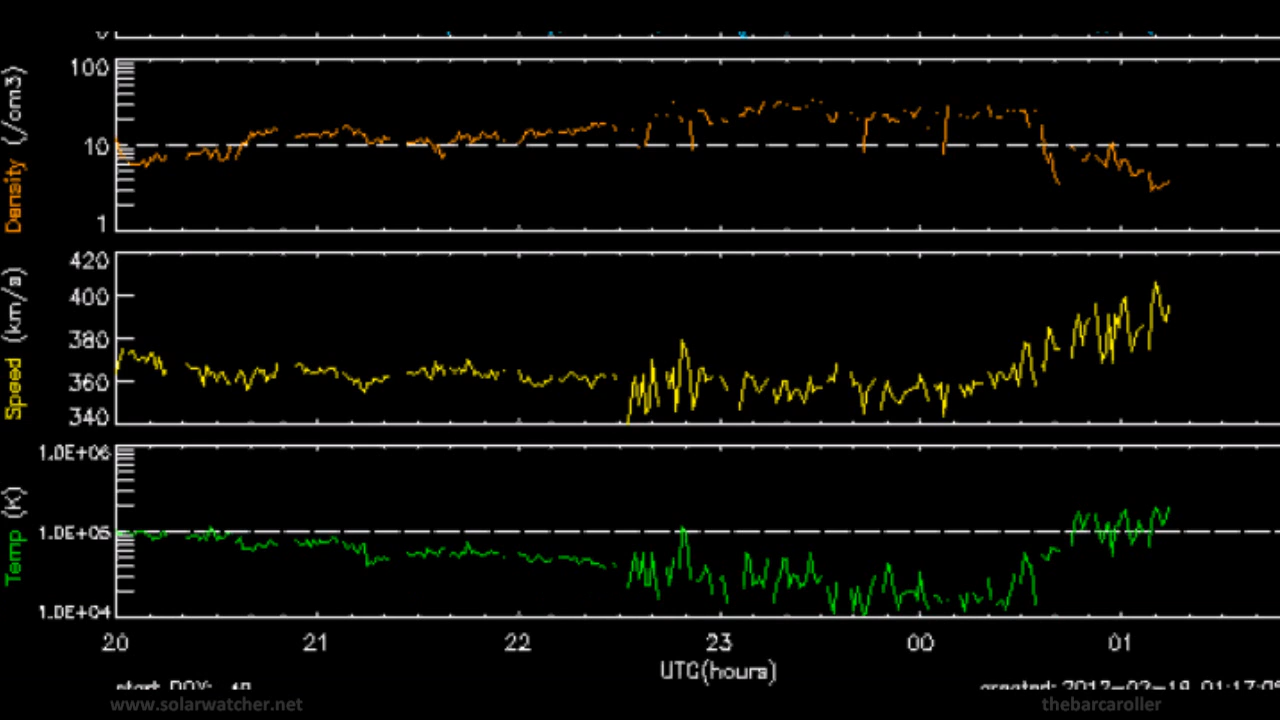 100
10
1
Density (/cm3)
420
400
380
360
340
Speed (km/s)
1.0E+06
1.0E+05
1.0E+04
Temp (K)
20 21 22 23 00 01
UTC(hours)
www.solarwatcher.net thebarcaroller